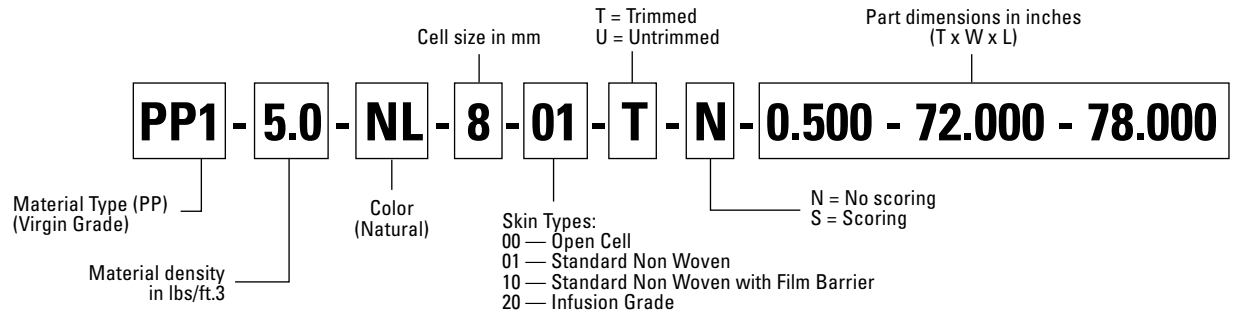 T = Trimmed
U = Untrimmed
Cell size in mm
Part dimensions in inches
(T x W x L)
PP1 - 5.0 - NL - 8 - 01 - T - N - 0.500 - 72.000 - 78.000
Material Type (PP)
(Virgin Grade)
Material density
in lbs/ft.3
Color
(Natural)
Skin Types:
00 — Open Cell
01 — Standard Non Woven
10 — Standard Non Woven with Film Barrier
20 — Infusion Grade
N = No scoring
S = Scoring